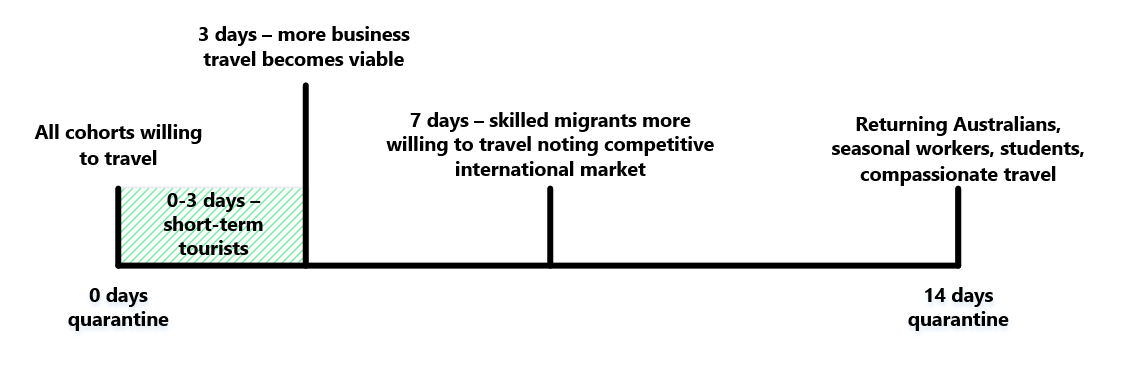 3 days – more business
travel becomes viable
All cohorts willing
to travel
7 days – skilled migrants more
willing to travel noting competitive
international market
Returning Australians,
seasonal workers, students,
compassionate travel
0-3 days –
short-term
tourists
0 days
quarantine
14 days
quarantine